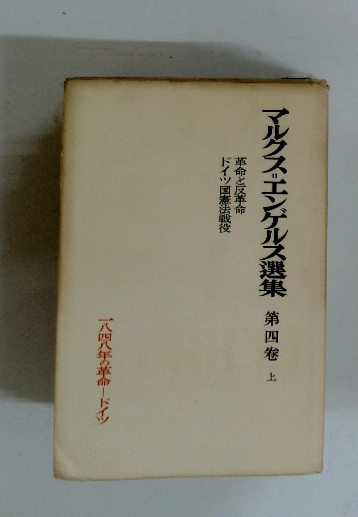 マルクス=エンゲルス選集 第四卷 上
革命と反革命
ドイツ国憲法戦役
一八四八年の革命―ドイツ